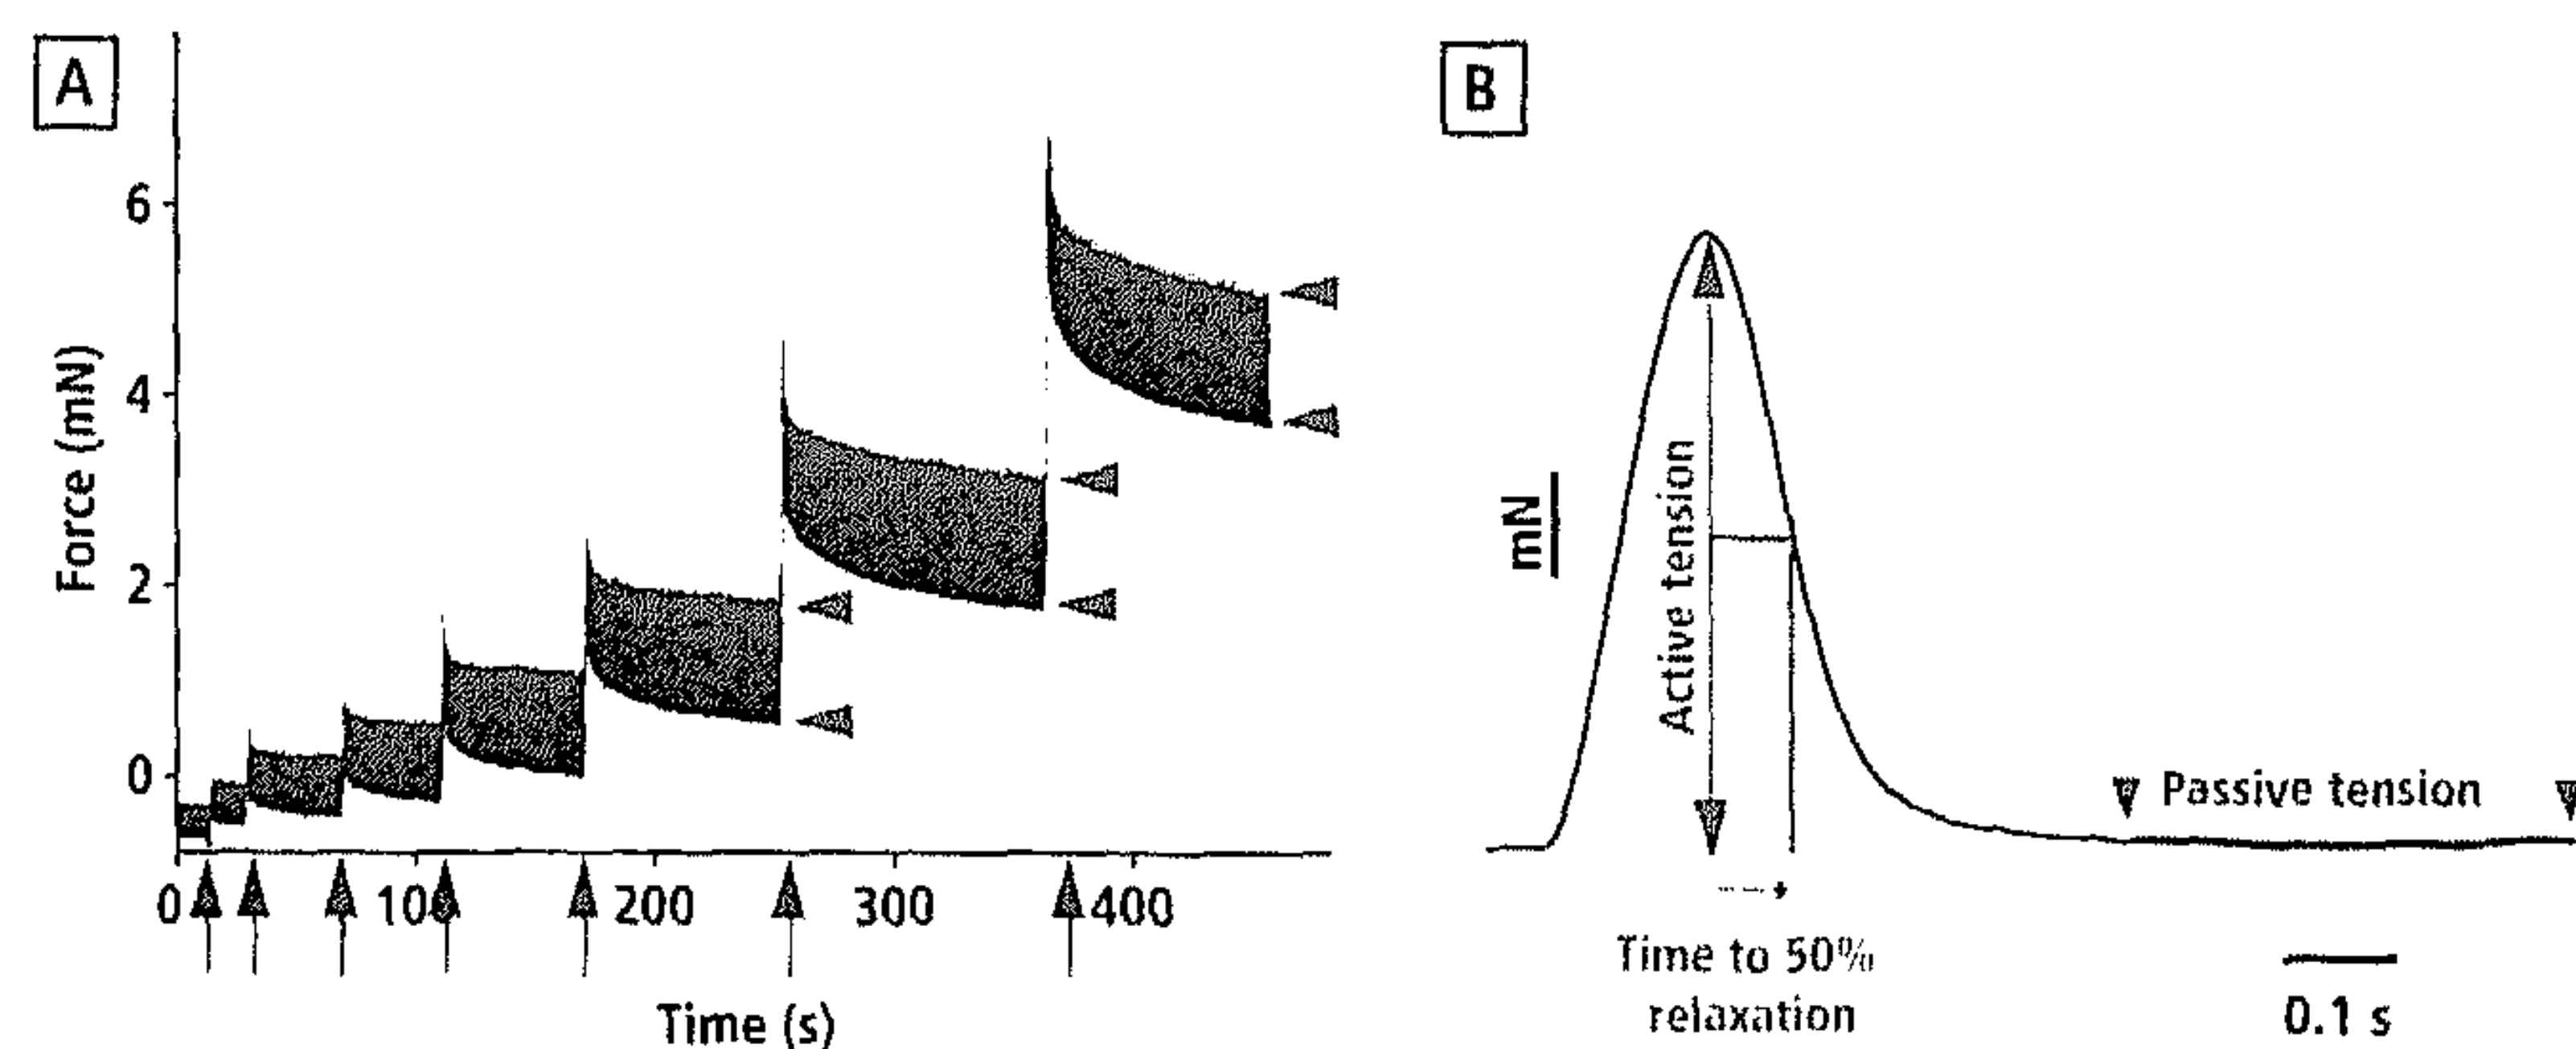 A
Force (mN)
6
4
2
0
0 100 200 300 400
Time (s)
B
mN
Active tension
Passive tension
Time to 50%
relaxation
0.1 s